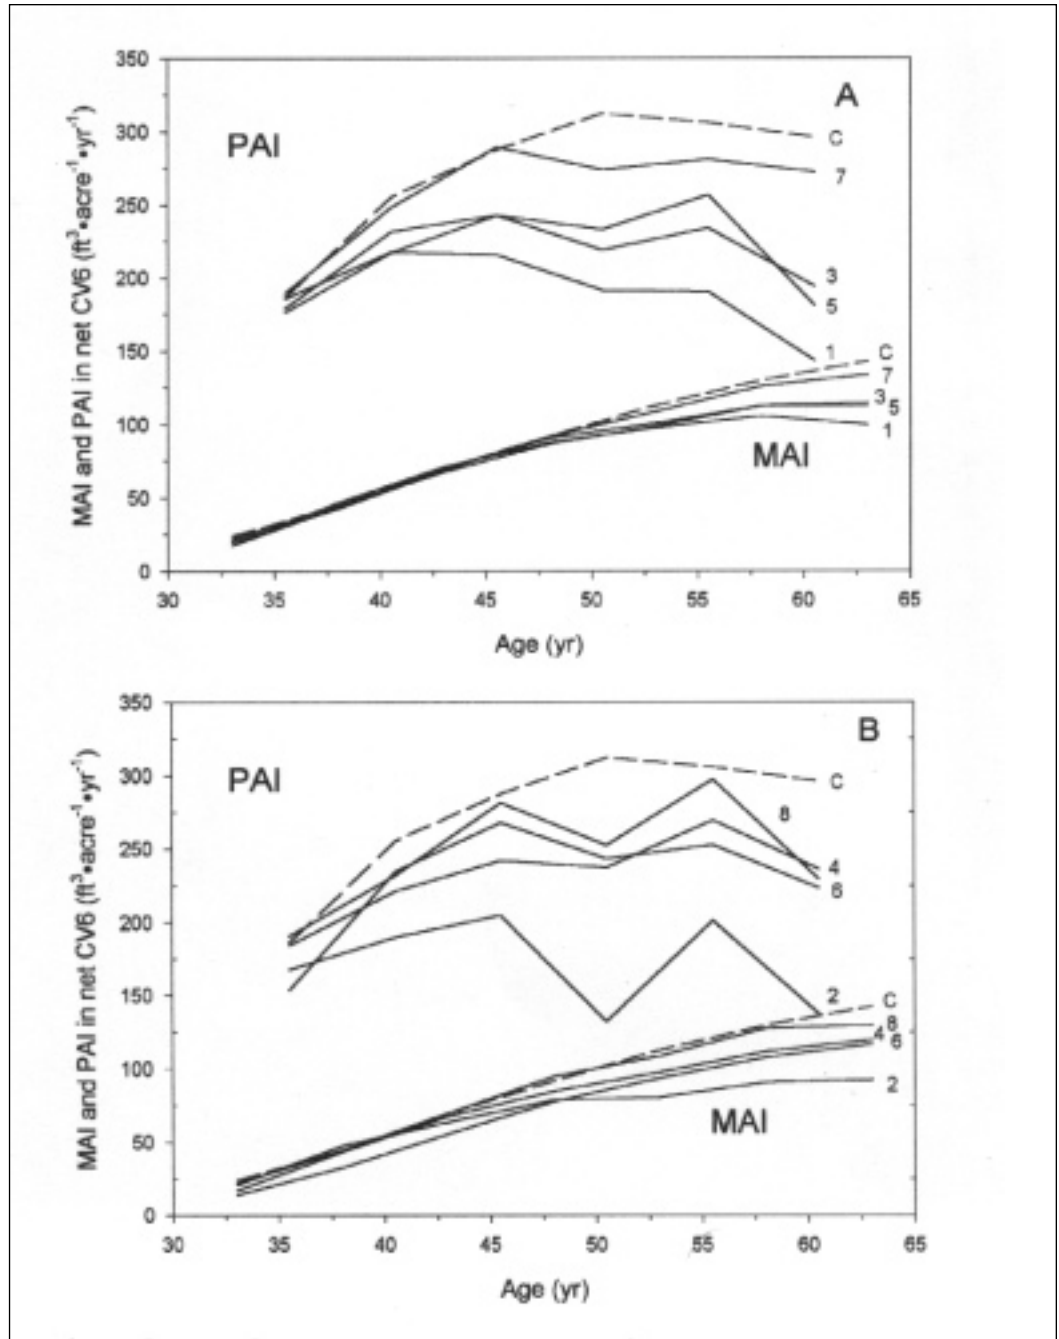 350
300
250
200
150
100
50
0
30 35 40 45 50 55 60 65
MAI and PAI in net CV6 (ft³•acre⁻¹•yr⁻¹)
Age (yr)
A
PAI
C
7
3
5
1
C
7
3
5
1
MAI
350
300
250
200
150
100
50
0
30 35 40 45 50 55 60 65
MAI and PAI in net CV6 (ft³•acre⁻¹•yr⁻¹)
Age (yr)
B
PAI
C
8
4
6
2
C
8
4
6
2
MAI